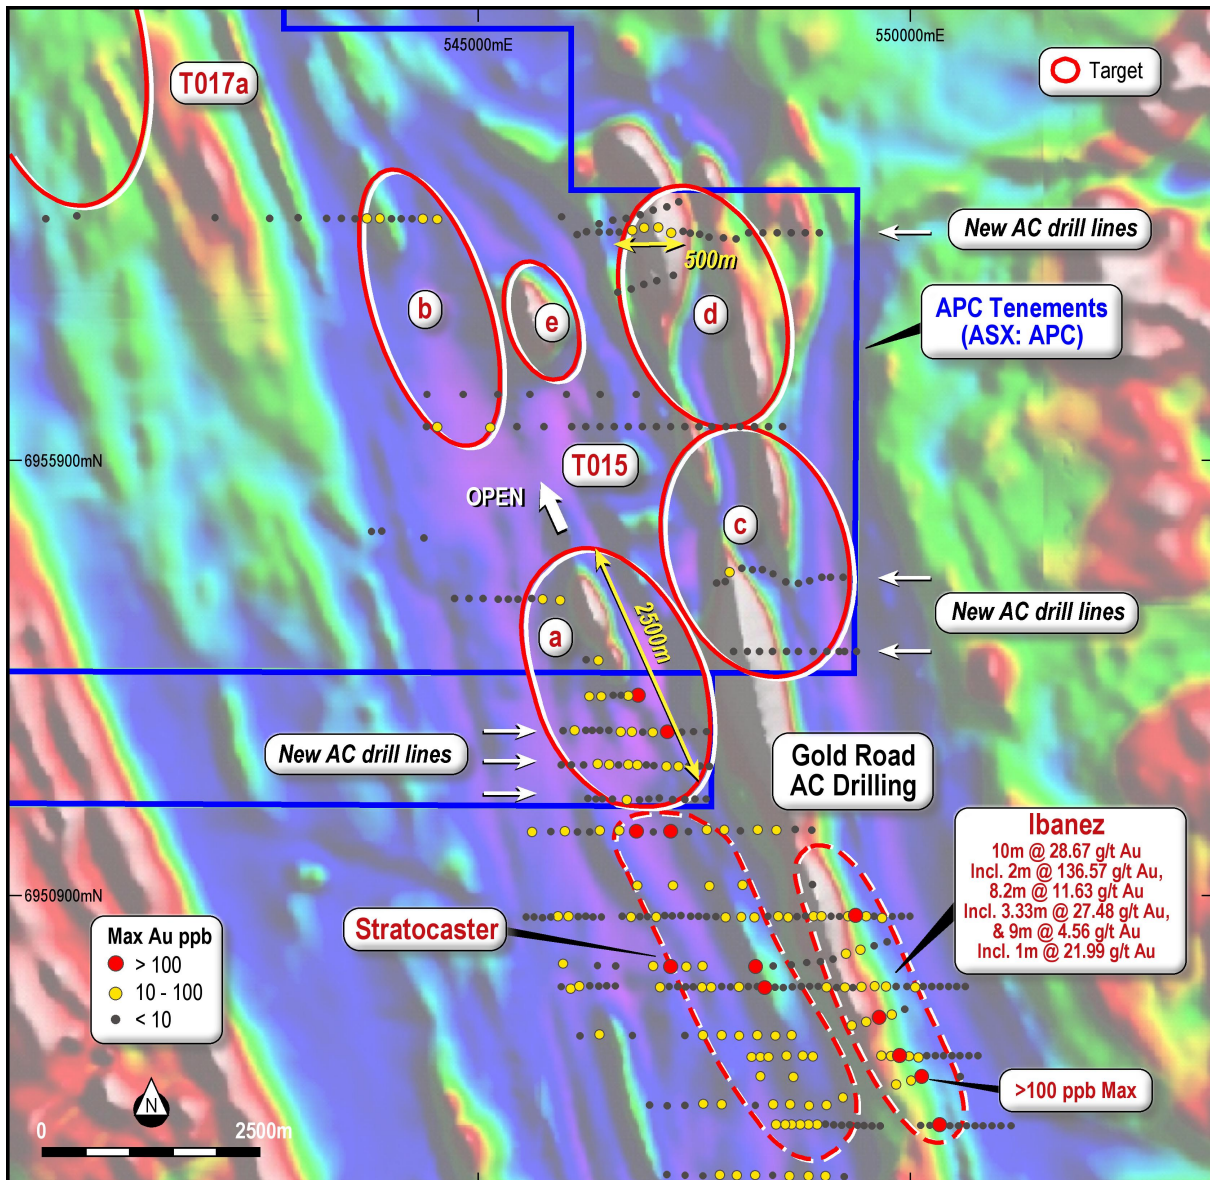 545000mE
550000mE
T017a
Target
New AC drill lines
500m
APC Tenements
(ASX: APC)
b
e
d
6955900mN
T015
OPEN
c
2500m
a
New AC drill lines
New AC drill lines
Gold Road
AC Drilling
Ibanez
10m @ 28.67 g/t Au
Incl. 2m @ 136.57 g/t Au,
8.2m @ 11.63 g/t Au
Incl. 3.33m @ 27.48 g/t Au,
& 9m @ 4.56 g/t Au
Incl. 1m @ 21.99 g/t Au
6950900mN
Stratocaster
Max Au ppb
> 100
10 - 100
< 10
>100 ppb Max
N
0 2500m